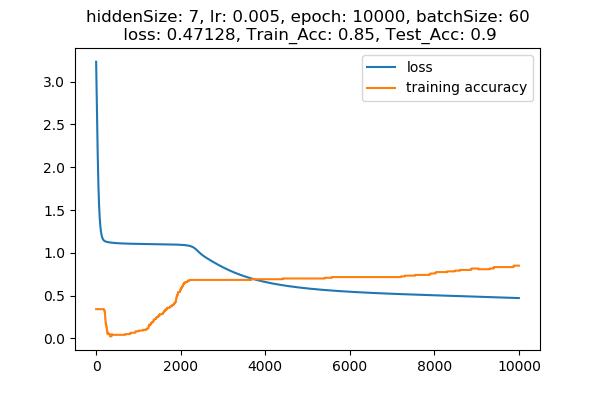 hiddenSize: 7, lr: 0.005, epoch: 10000, batchSize: 60
loss: 0.47128, Train_Acc: 0.85, Test_Acc: 0.9
loss
training accuracy
3.0
2.5
2.0
1.5
1.0
0.5
0.0
0 2000 4000 6000 8000 10000